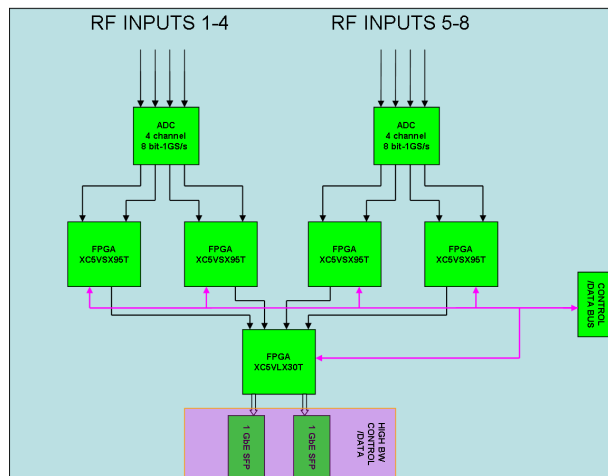 RF INPUTS 1-4
RF INPUTS 5-8
ADC
4 channel
8 bit-1GS/s
ADC
4 channel
8 bit-1GS/s
FPGA
XC5VSX95T
FPGA
XC5VSX95T
FPGA
XC5VSX95T
FPGA
XC5VSX95T
CONTROL
/DATA BUS
FPGA
XC5VLX30T
1 GbE SFP
1 GbE SFP
HIGH BW
CONTROL
/DATA